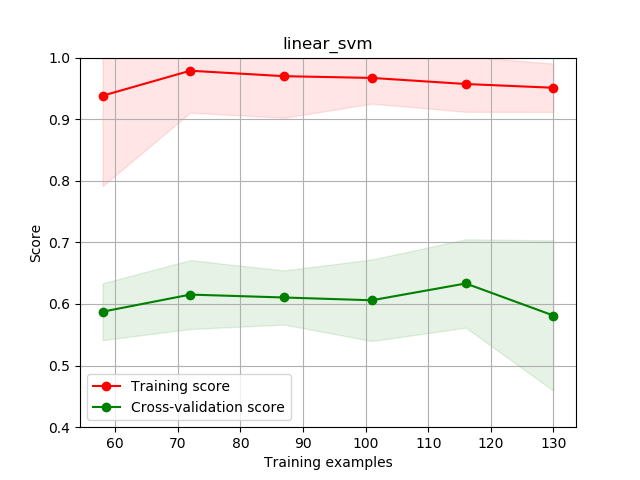 linear_svm
1.0
0.9
0.8
0.7
0.6
0.5
0.4
Score
Training score
Cross-validation score
60 70 80 90 100 110 120 130
Training examples